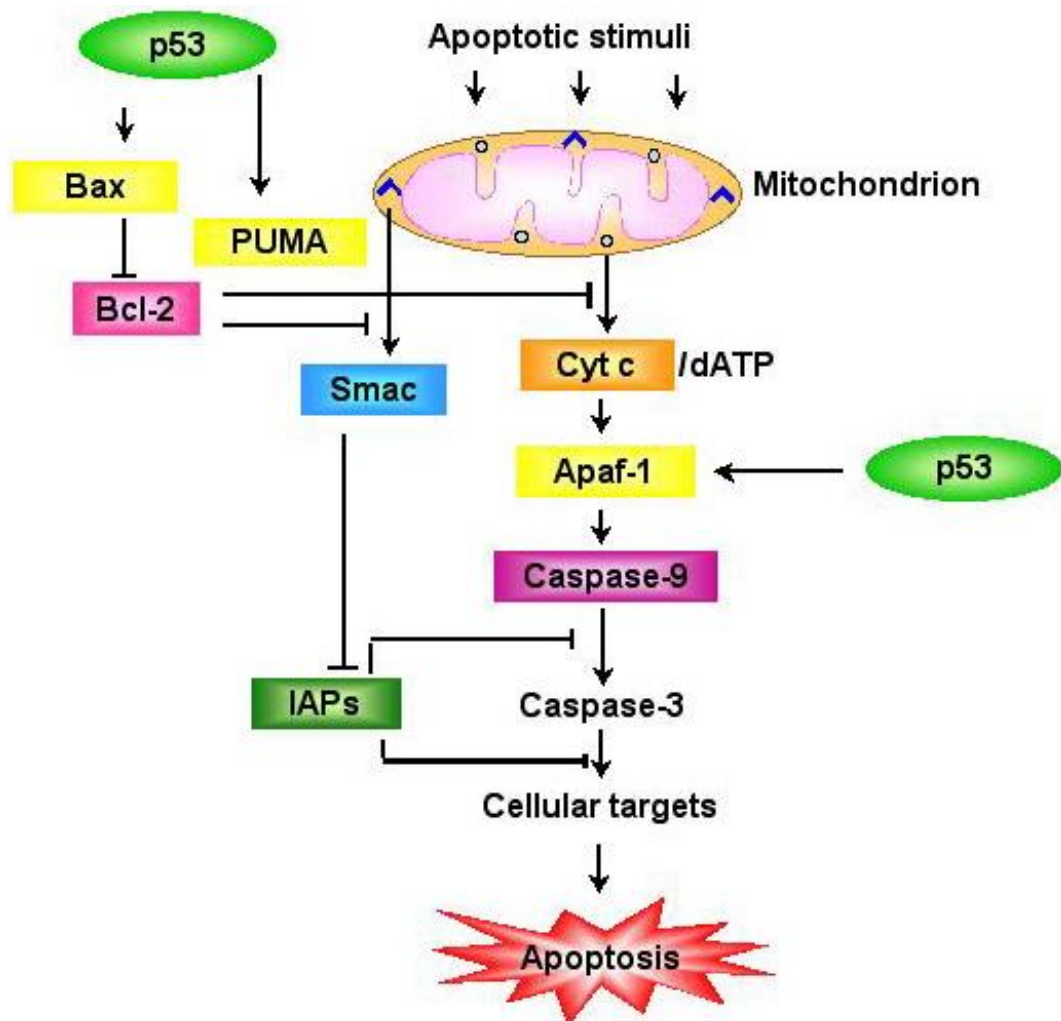 p53
Apoptotic stimuli
Bax
Mitochondrion
PUMA
Bcl-2
Cyt c /dATP
Smac
Apaf-1
p53
Caspase-9
IAPs
Caspase-3
Cellular targets
Apoptosis